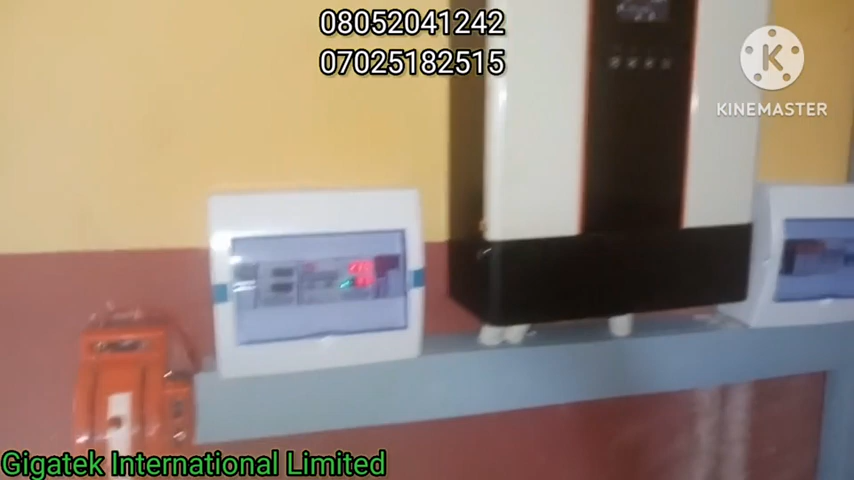 08052041242
07025182515
K
KINEMASTER
Gigatek International Limited